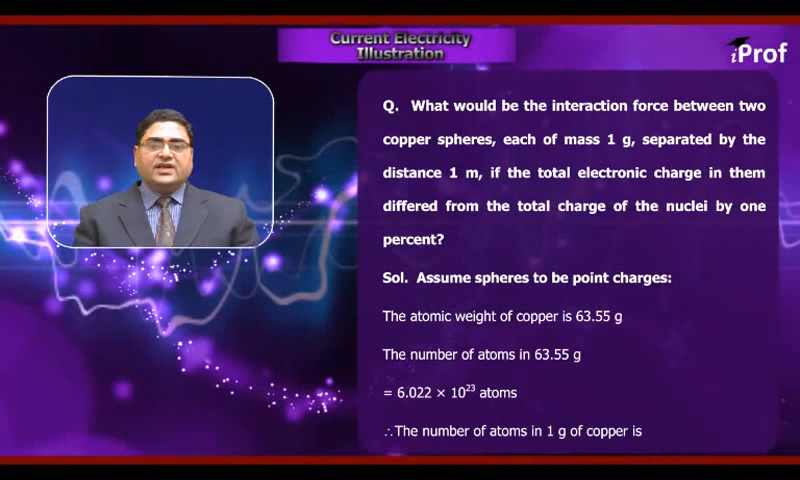 Current Electricity
Illustration
iProf
Q. What would be the interaction force between two
copper spheres, each of mass 1 g, separated by the
distance 1 m, if the total electronic charge in them
differed from the total charge of the nuclei by one
percent?
Sol. Assume spheres to be point charges:
The atomic weight of copper is 63.55 g
The number of atoms in 63.55 g
= 6.022 × 10²³ atoms
∴The number of atoms in 1 g of copper is